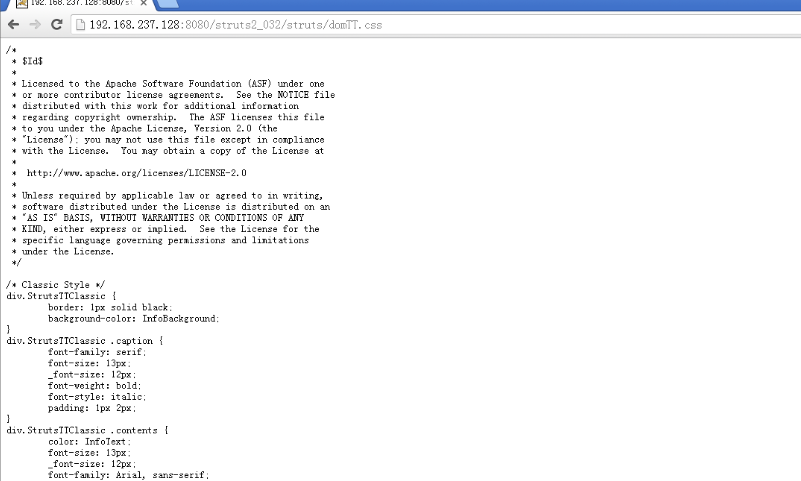 192.168.237.128:8080/st
192.168.237.128:8080/struts2_032/struts/domTT.css
/*
 * $Id$
 *
 * Licensed to the Apache Software Foundation (ASF) under one
 * or more contributor license agreements.  See the NOTICE file
 * distributed with this work for additional information
 * regarding copyright ownership.  The ASF licenses this file
 * to you under the Apache License, Version 2.0 (the
 * "License"); you may not use this file except in compliance
 * with the License.  You may obtain a copy of the License at
 *
 *  http://www.apache.org/licenses/LICENSE-2.0
 *
 * Unless required by applicable law or agreed to in writing,
 * software distributed under the License is distributed on an
 * "AS IS" BASIS, WITHOUT WARRANTIES OR CONDITIONS OF ANY
 * KIND, either express or implied.  See the License for the
 * specific language governing permissions and limitations
 * under the License.
 */

/* Classic Style */
div.StrutsTTClassic {
        border: 1px solid black;
        background-color: InfoBackground;
}
div.StrutsTTClassic .caption {
        font-family: serif;
        font-size: 13px;
        _font-size: 12px;
        font-weight: bold;
        font-style: italic;
        padding: 1px 2px;
}
div.StrutsTTClassic .contents {
        color: InfoText;
        font-size: 13px;
        _font-size: 12px;
        font-family: Arial, sans-serif;